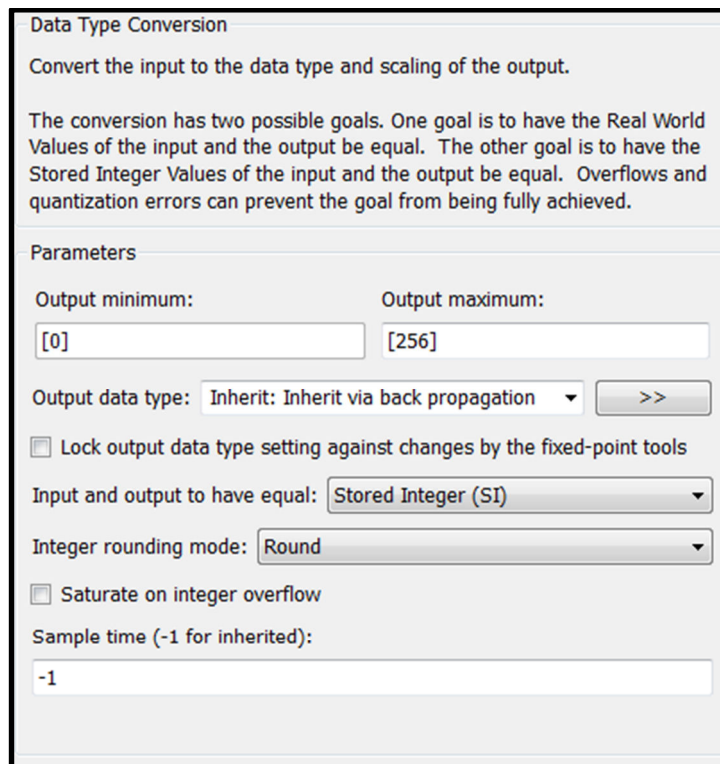 Data Type Conversion
Convert the input to the data type and scaling of the output.
The conversion has two possible goals. One goal is to have the Real World
Values of the input and the output be equal.  The other goal is to have the
Stored Integer Values of the input and the output be equal.  Overflows and
quantization errors can prevent the goal from being fully achieved.
Parameters
Output minimum: Output maximum:
[0] [256]
Output data type: Inherit: Inherit via back propagation >>
Lock output data type setting against changes by the fixed-point tools
Input and output to have equal: Stored Integer (SI)
Integer rounding mode: Round
Saturate on integer overflow
Sample time (-1 for inherited):
-1